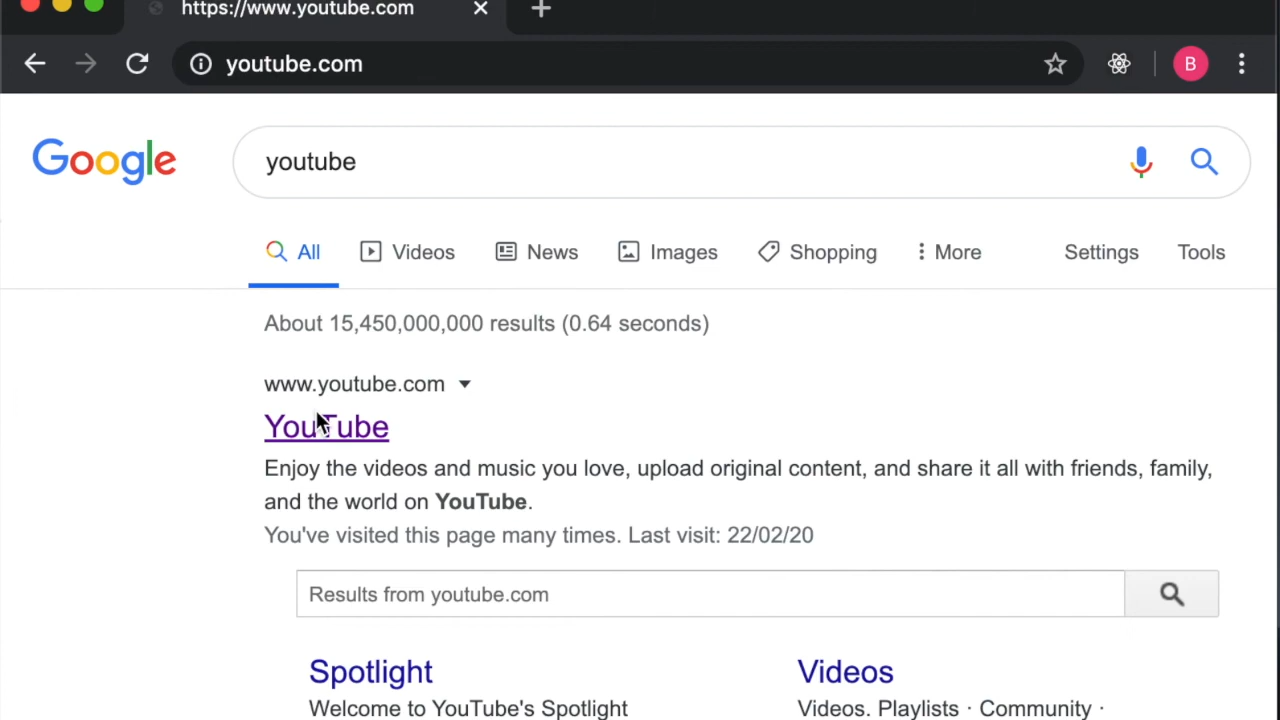 https://www.youtube.com
youtube.com
B
Google
youtube
All Videos News Images Shopping More Settings Tools
About 15,450,000,000 results (0.64 seconds)
www.youtube.com
YouTube
Enjoy the videos and music you love, upload original content, and share it all with friends, family,
and the world on YouTube.
You've visited this page many times. Last visit: 22/02/20
Results from youtube.com
Spotlight Videos
Welcome to YouTube's Spotlight Videos. Playlists · Community ·